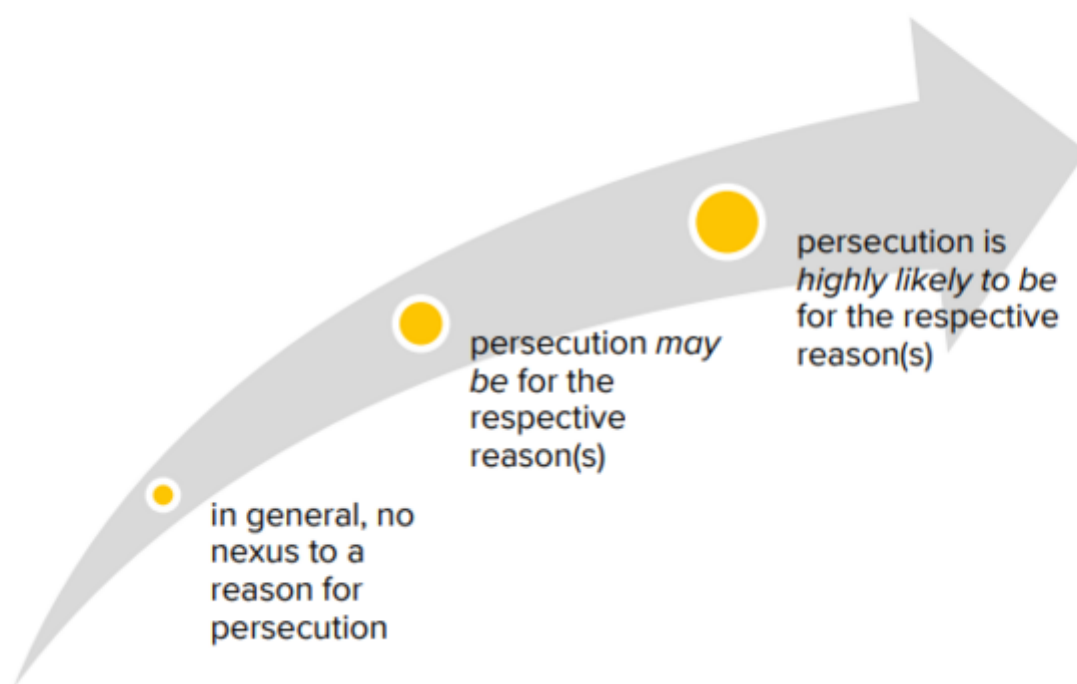 in general, no
nexus to a
reason for
persecution
persecution may
be for the
respective
reason(s)
persecution is
highly likely to be
for the respective
reason(s)